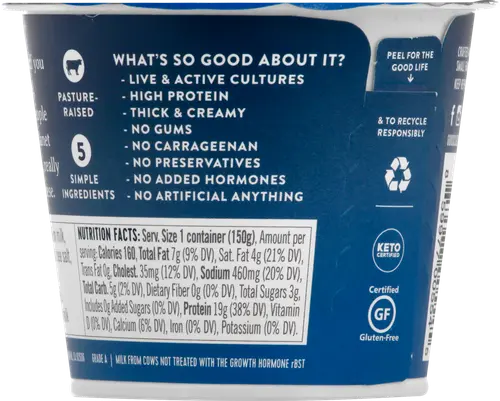 you
PASTURE-
RAISED
5
SIMPLE
INGREDIENTS
WHAT'S SO GOOD ABOUT IT?
- LIVE & ACTIVE CULTURES
- HIGH PROTEIN
- THICK & CREAMY
- NO GUMS
- NO CARRAGEENAN
- NO PRESERVATIVES
- NO ADDED HORMONES
- NO ARTIFICIAL ANYTHING
NUTRITION FACTS: Serv. Size 1 container (150g), Amount per
serving: Calories 160, Total Fat 7g (9% DV), Sat. Fat 4g (21% DV),
Trans Fat 0g, Cholest. 35mg (12% DV), Sodium 460mg (20% DV),
Total Carb. 5g (2% DV), Dietary Fiber 0g (0% DV), Total Sugars 3g,
Includes 0g Added Sugars (0% DV), Protein 19g (38% DV), Vitamin
D (0% DV), Calcium (6% DV), Iron (0% DV), Potassium (0% DV).
GRADE A | MILK FROM COWS NOT TREATED WITH THE GROWTH HORMONE rBST
PEEL FOR THE
GOOD LIFE
& TO RECYCLE
RESPONSIBLY
KETO
CERTIFIED
Certified
GF
Gluten-Free